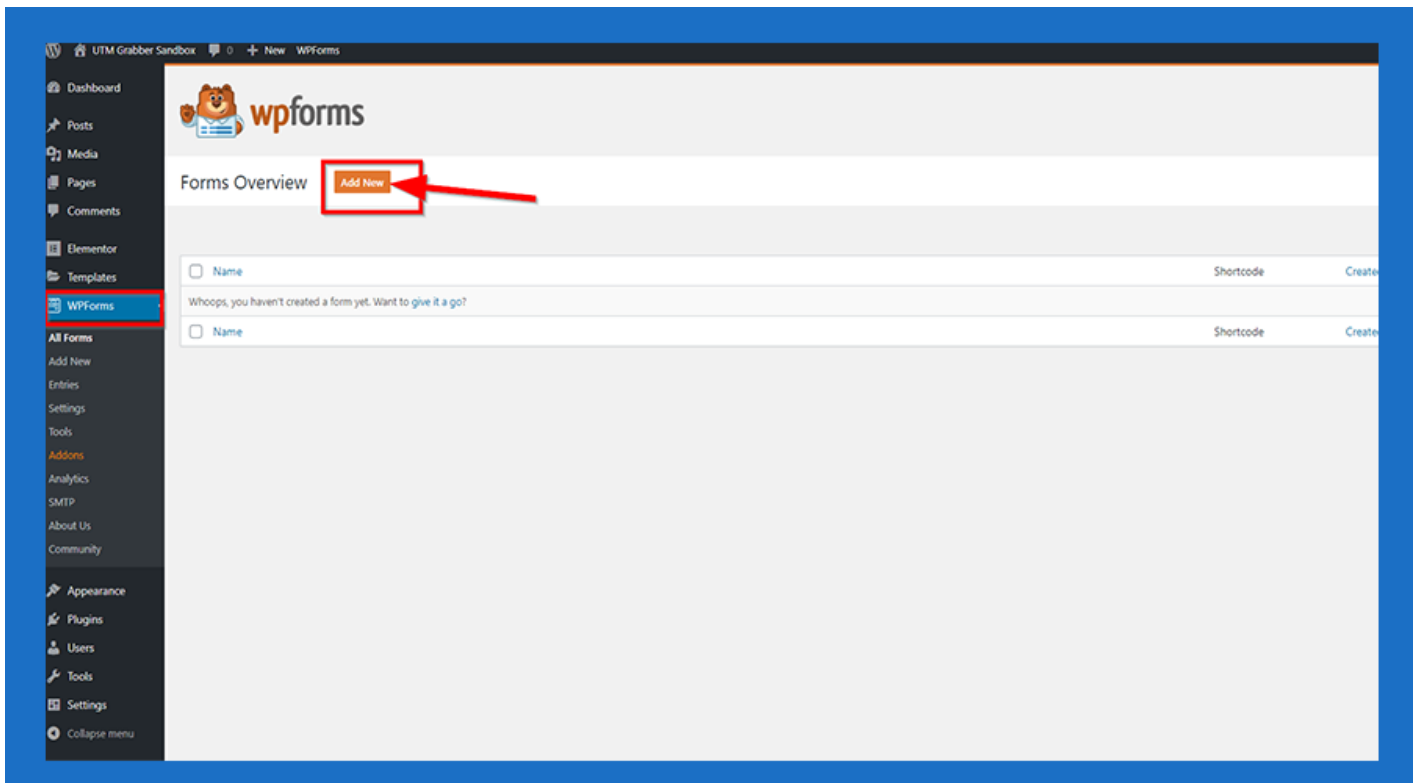 UTM Grabber Sandbox 0 + New WPForms
Dashboard
Posts
Media
Pages
Comments
Elementor
Templates
WPForms
All Forms
Add New
Entries
Settings
Tools
Addons
Analytics
SMTP
About Us
Community
Appearance
Plugins
Users
Tools
Settings
Collapse menu
wpforms
Forms Overview Add New
Name Shortcode Create
Whoops, you haven't created a form yet. Want to give it a go?
Name Shortcode Create